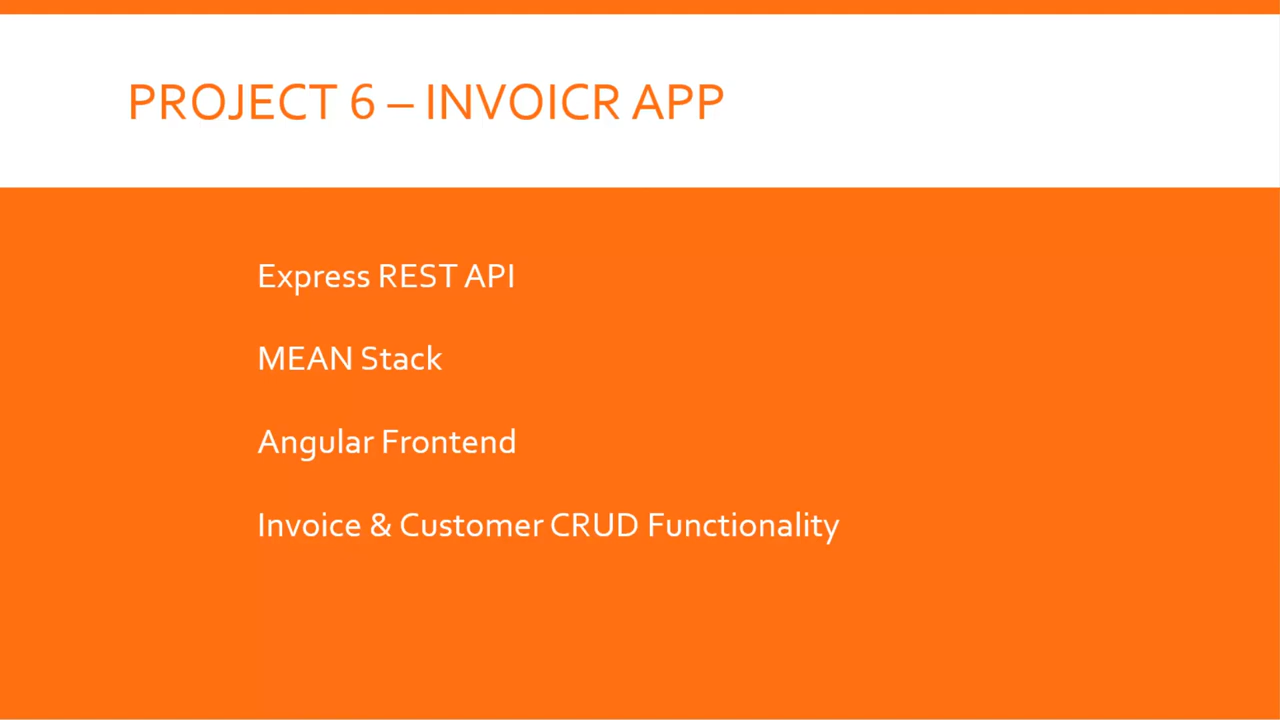 PROJECT 6 – INVOICR APP
Express REST API
MEAN Stack
Angular Frontend
Invoice & Customer CRUD Functionality